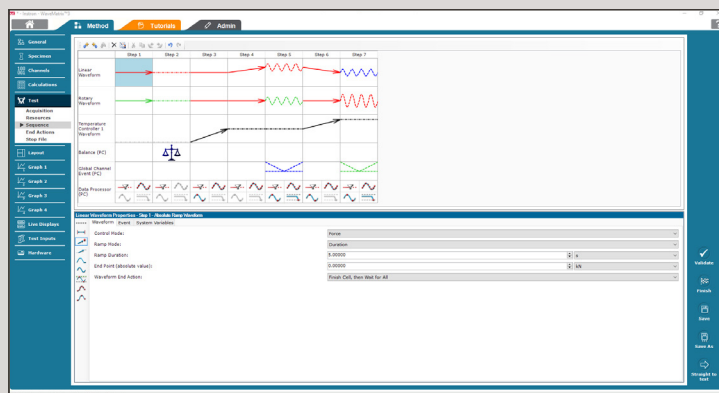 Method
Tutorials
Admin
General
Specimen
Channels
Calculations
Test
Acquisition
Resources
Sequence
End Actions
Stop File
Layout
Graph 1
Graph 2
Graph 3
Graph 4
Live Displays
Test Inputs
Hardware
Step 1 Step 2 Step 3 Step 4 Step 5 Step 6 Step 7
Linear
Waveform
Rotary
Waveform
Temperature
Controller 1
Waveform
Balance (PC)
Global Channel
Event (PC)
Data Processor
(PC)
Linear Waveform Properties - Step 1 - Absolute Ramp Waveform
Waveform Event System Variables
Control Mode: Force
Ramp Mode: Duration
Ramp Duration: 5.00000 s
End Point (absolute value): 0.00000 kN
Waveform End Action: Finish Cell, then Wait for All
Validate
Finish
Save
Save As
Straight to
test